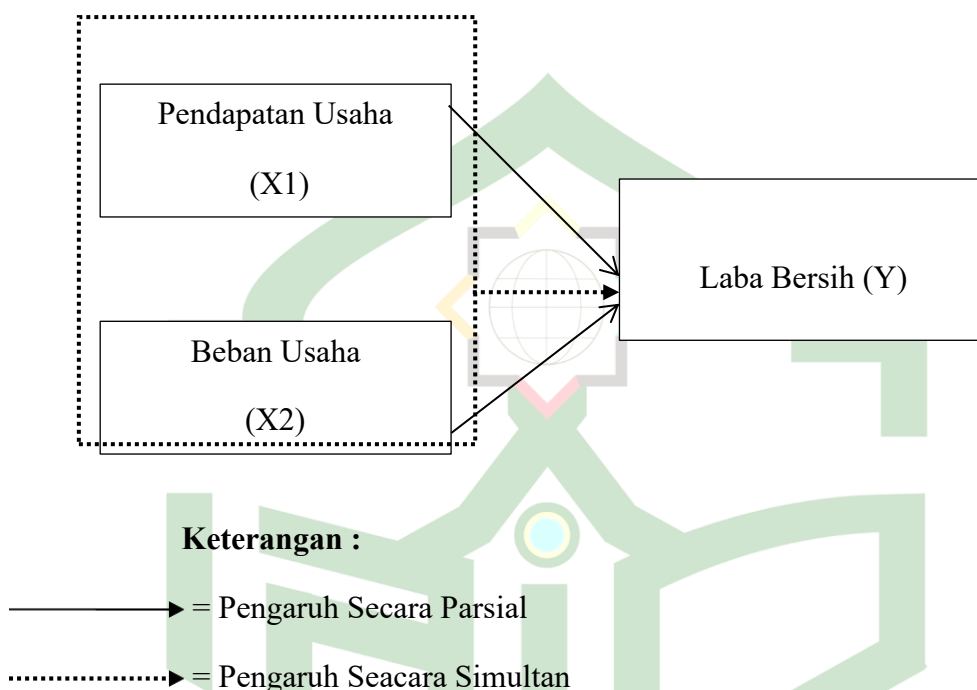 Pendapatan Usaha
(X1)
Laba Bersih (Y)
Beban Usaha
(X2)
Keterangan :
= Pengaruh Secara Parsial
= Pengaruh Seacara Simultan